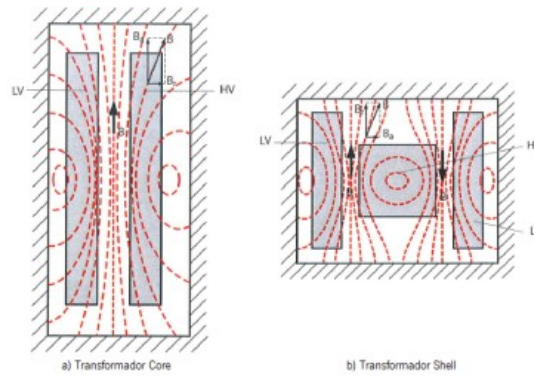 B
LV
HV
LV
B
H
L
a) Transformador Core
b) Transformador Shell